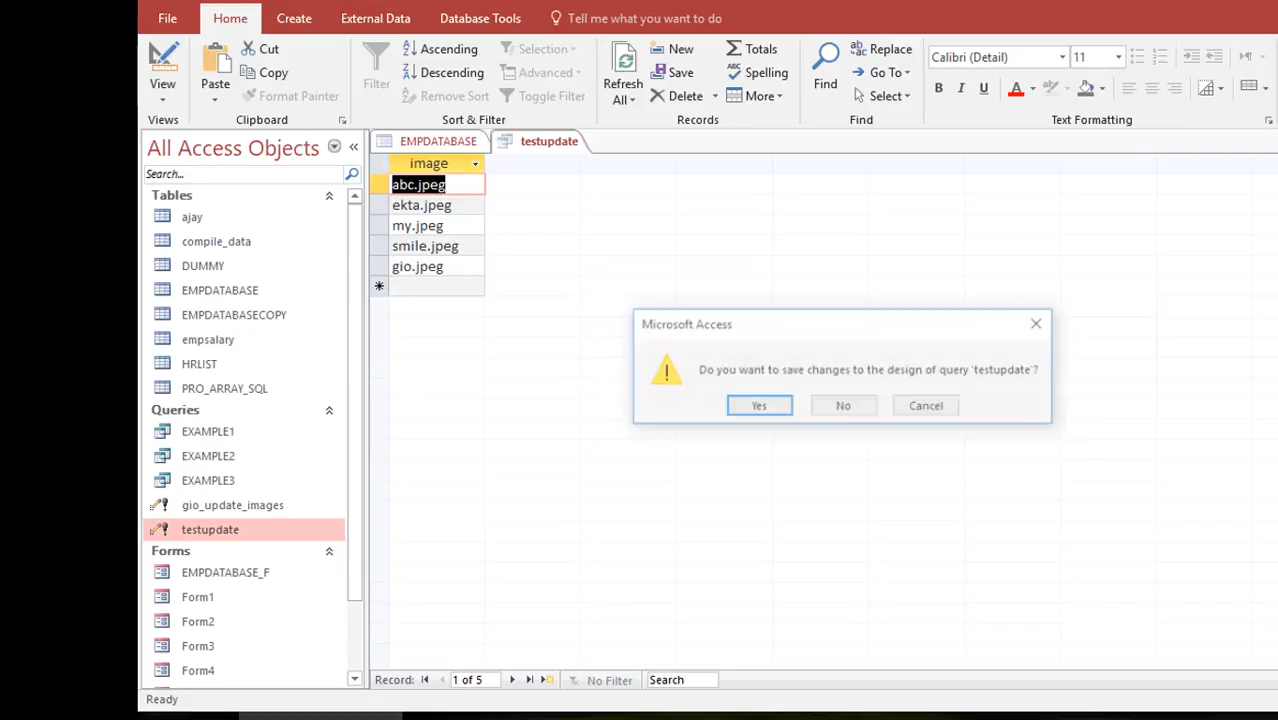 File
Home
Create
External Data
Database Tools
Tell me what you want to do
View
Views
Paste
Cut
Copy
Format Painter
Clipboard
Filter
Ascending
Descending
Remove Sort
Selection
Advanced
Toggle Filter
Sort & Filter
Refresh
All
New
Save
Delete
Totals
Spelling
More
Records
Find
Replace
Go To
Select
Find
Calibri (Detail)
11
B I U A
Text Formatting
All Access Objects
Search...
Tables
ajay
compile_data
DUMMY
EMPDATABASE
EMPDATABASECOPY
empsalary
HRLIST
PRO_ARRAY_SQL
Queries
EXAMPLE1
EXAMPLE2
EXAMPLE3
gio_update_images
testupdate
Forms
EMPDATABASE_F
Form1
Form2
Form3
Form4
EMPDATABASE
testupdate
image
abc.jpeg
ekta.jpeg
my.jpeg
smile.jpeg
gio.jpeg
Microsoft Access
Do you want to save changes to the design of query 'testupdate'?
Yes
No
Cancel
Record: 1 of 5 No Filter Search
Ready